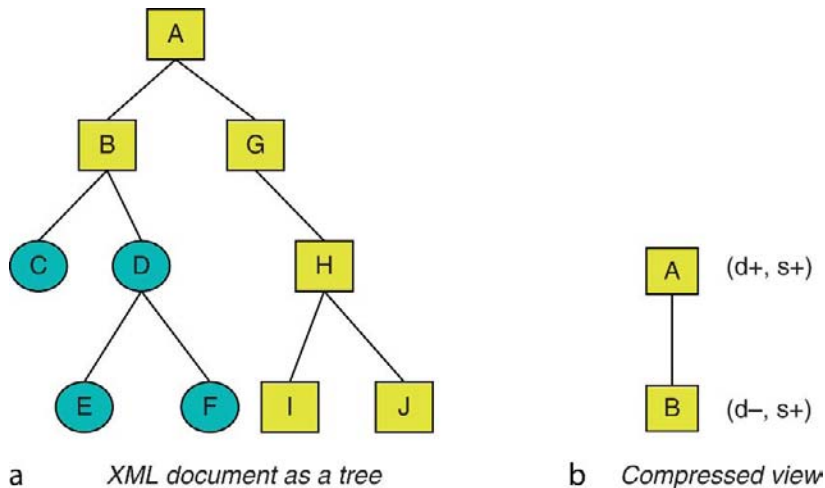 A
B G
C D H
A (d+, s+)
E F I J
B (d–, s+)
a XML document as a tree
b Compressed view